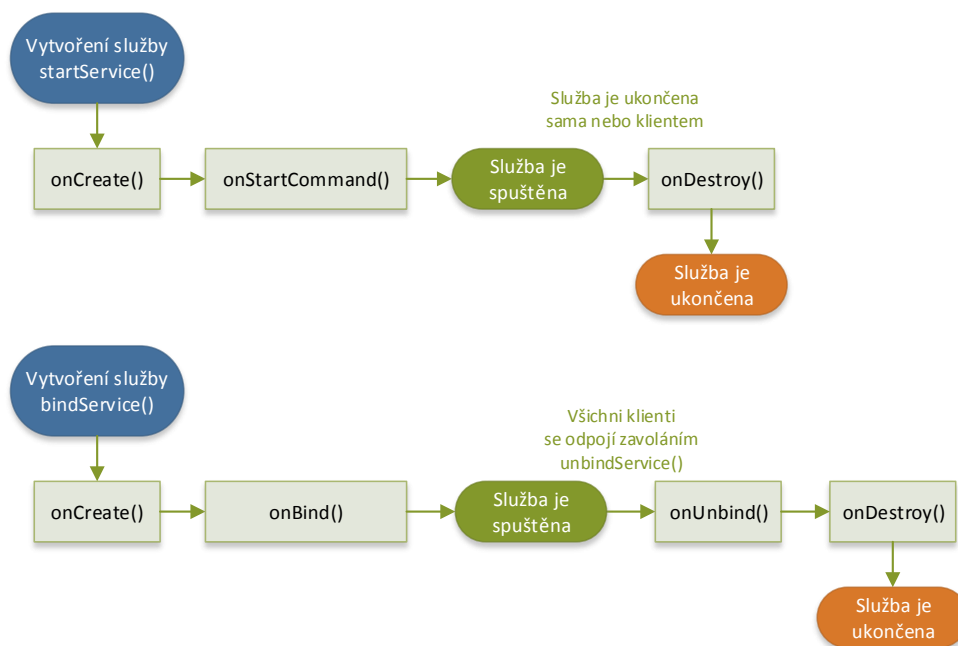 Vytvoření služby
startService()
Služba je ukončena
sama nebo klientem
onCreate()
onStartCommand()
Služba je
spuštěna
onDestroy()
Služba je
ukončena
Vytvoření služby
bindService()
Všichni klienti
se odpojí zavoláním
unbindService()
onCreate()
onBind()
Služba je
spuštěna
onUnbind()
onDestroy()
Služba je
ukončena